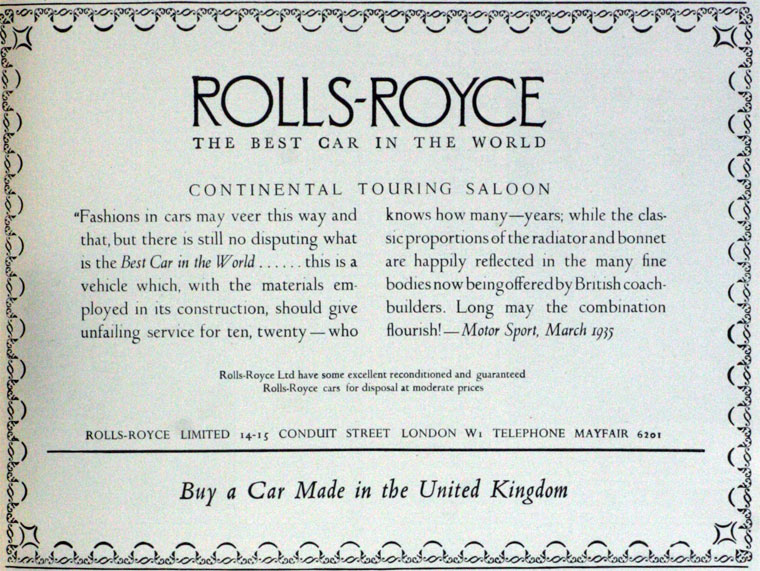 ROLLS-ROYCE
THE BEST CAR IN THE WORLD
CONTINENTAL TOURING SALOON
"Fashions in cars may veer this way and
that, but there is still no disputing what
is the Best Car in the World ...... this is a
vehicle which, with the materials em-
ployed in its construction, should give
unfailing service for ten, twenty — who
knows how many—years; while the clas-
sic proportions of the radiator and bonnet
are happily reflected in the many fine
bodies now being offered by British coach-
builders. Long may the combination
flourish! — Motor Sport, March 1935
Rolls-Royce Ltd have some excellent reconditioned and guaranteed
Rolls-Royce cars for disposal at moderate prices
ROLLS-ROYCE LIMITED 14-15 CONDUIT STREET LONDON W1 TELEPHONE MAYFAIR 6201
Buy a Car Made in the United Kingdom